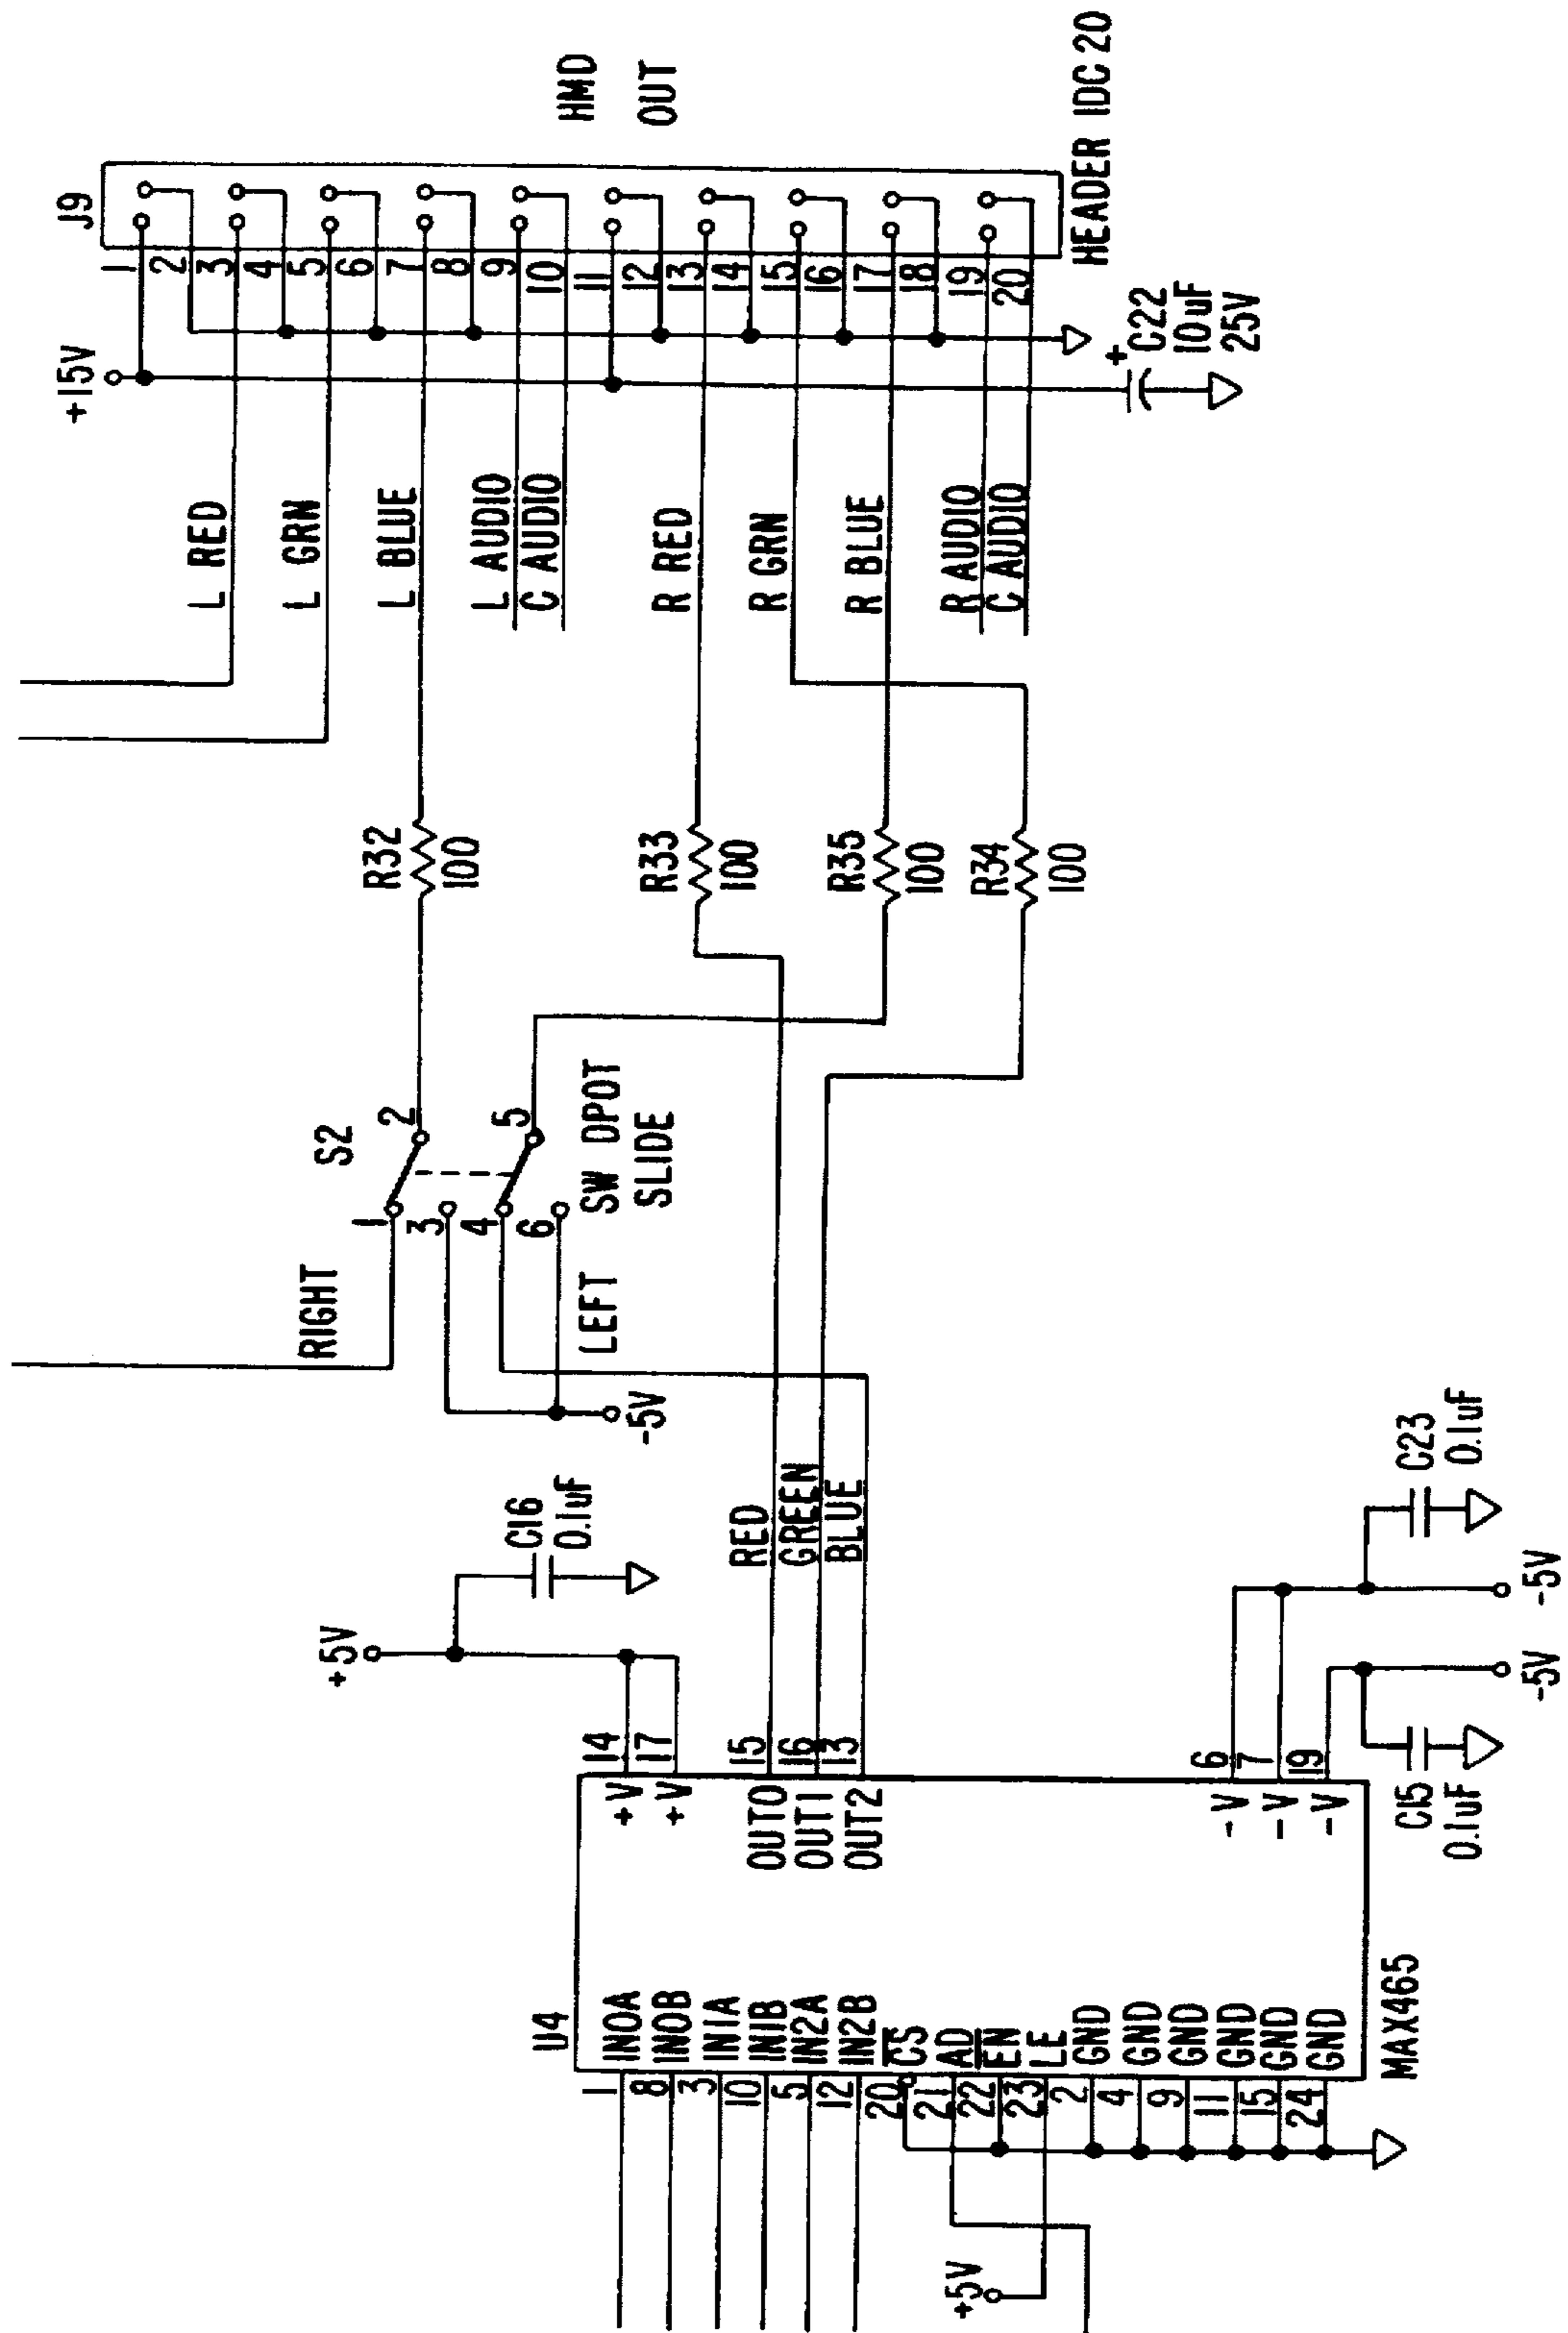 U4
1 IN0A
8 IN0B
3 IN1A
10 IN1B
5 IN2A
12 IN2B
20 CS
21 AD
22 EN
23 LE
2 GND
4 GND
9 GND
11 GND
15 GND
24 GND
+5V
MAX465
+V 14
+V 17
OUT0 15
OUT1 16
OUT2 13
-V 6
-V 7
-V 19
+5V
C16
0.1uF
RED
GREEN
BLUE
C15
0.1uF
-5V
-5V
C23
0.1uF
-5V
RIGHT
LEFT
S2
1
2
3
4
5
6
SW DPOT
SLIDE
R32
100
R33
100
R35
100
R34
100
L RED
L GRN
L BLUE
L AUDIO
C AUDIO
R RED
R GRN
R BLUE
R AUDIO
C AUDIO
+15V
+
C22
10uF
25V
J9
1
2
3
4
5
6
7
8
9
10
11
12
13
14
15
16
17
18
19
20
HEADER IDC20
HMD
OUT